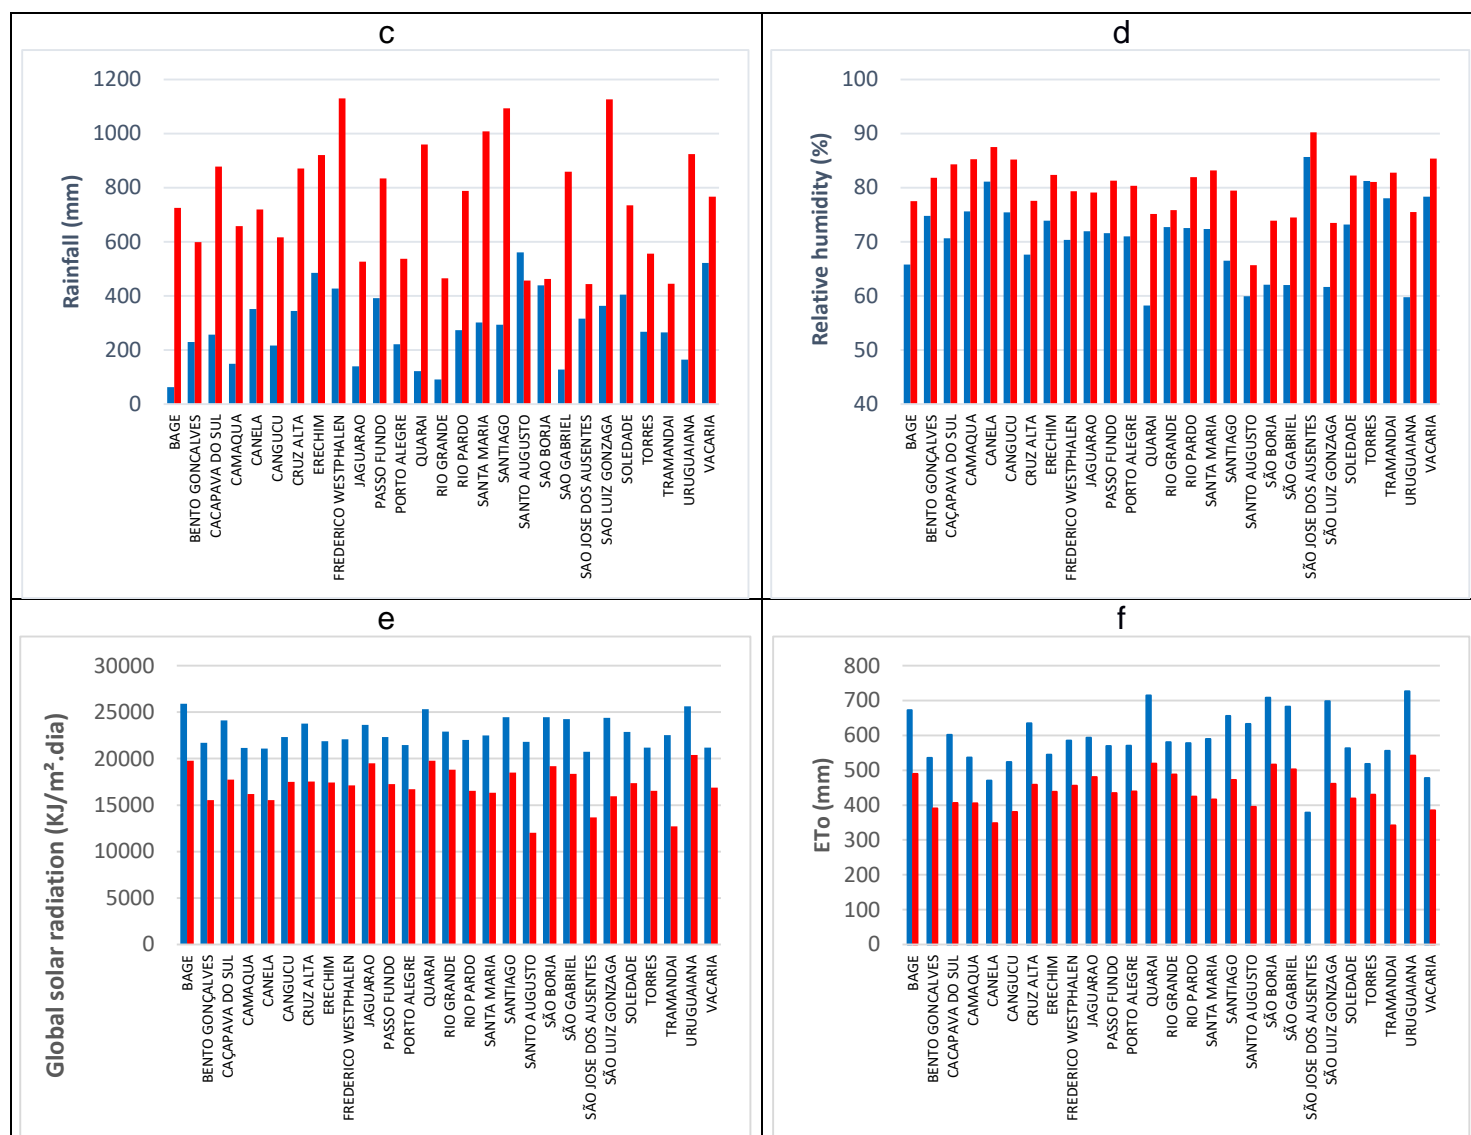 c
1200
1000
800
600
400
200
0
Rainfall (mm)
BAGE
BENTO GONCALVES
CACAPAVA DO SUL
CAMAQUA
CANELA
CANGUCU
CRUZ ALTA
ERECHIM
FREDERICO WESTPHALEN
JAGUARAO
PASSO FUNDO
PORTO ALEGRE
QUARAI
RIO GRANDE
RIO PARDO
SANTA MARIA
SANTIAGO
SANTO AUGUSTO
SAO BORJA
SAO GABRIEL
SAO JOSE DOS AUSENTES
SAO LUIZ GONZAGA
SOLEDADE
TORRES
TRAMANDAI
URUGUAIANA
VACARIA
d
100
90
80
70
60
50
40
Relative humidity (%)
BAGE
BENTO GONÇALVES
CAÇAPAVA DO SUL
CAMAQUA
CANELA
CANGUCU
CRUZ ALTA
ERECHIM
FREDERICO WESTPHALEN
JAGUARAO
PASSO FUNDO
PORTO ALEGRE
QUARAI
RIO GRANDE
RIO PARDO
SANTA MARIA
SANTIAGO
SANTO AUGUSTO
SÃO BORJA
SÃO GABRIEL
SÃO JOSE DOS AUSENTES
SÃO LUIZ GONZAGA
SOLEDADE
TORRES
TRAMANDAI
URUGUAIANA
VACARIA
e
30000
25000
20000
15000
10000
5000
0
Global solar radiation (KJ/m².dia)
BAGE
BENTO GONÇALVES
CAÇAPAVA DO SUL
CAMAQUA
CANELA
CANGUCU
CRUZ ALTA
ERECHIM
FREDERICO WESTPHALEN
JAGUARAO
PASSO FUNDO
PORTO ALEGRE
QUARAI
RIO GRANDE
RIO PARDO
SANTA MARIA
SANTIAGO
SANTO AUGUSTO
SÃO BORJA
SÃO GABRIEL
SÃO JOSE DOS AUSENTES
SÃO LUIZ GONZAGA
SOLEDADE
TORRES
TRAMANDAI
URUGUAIANA
VACARIA
f
800
700
600
500
400
300
200
100
0
ETo (mm)
BAGE
BENTO GONCALVES
CACAPAVA DO SUL
CAMAQUA
CANELA
CANGUCU
CRUZ ALTA
ERECHIM
FREDERICO WESTPHALEN
JAGUARAO
PASSO FUNDO
PORTO ALEGRE
QUARAI
RIO GRANDE
RIO PARDO
SANTA MARIA
SANTIAGO
SANTO AUGUSTO
SÃO BORJA
SÃO GABRIEL
SÃO JOSE DOS AUSENTES
SÃO LUIZ GONZAGA
SOLEDADE
TORRES
TRAMANDAI
URUGUAIANA
VACARIA